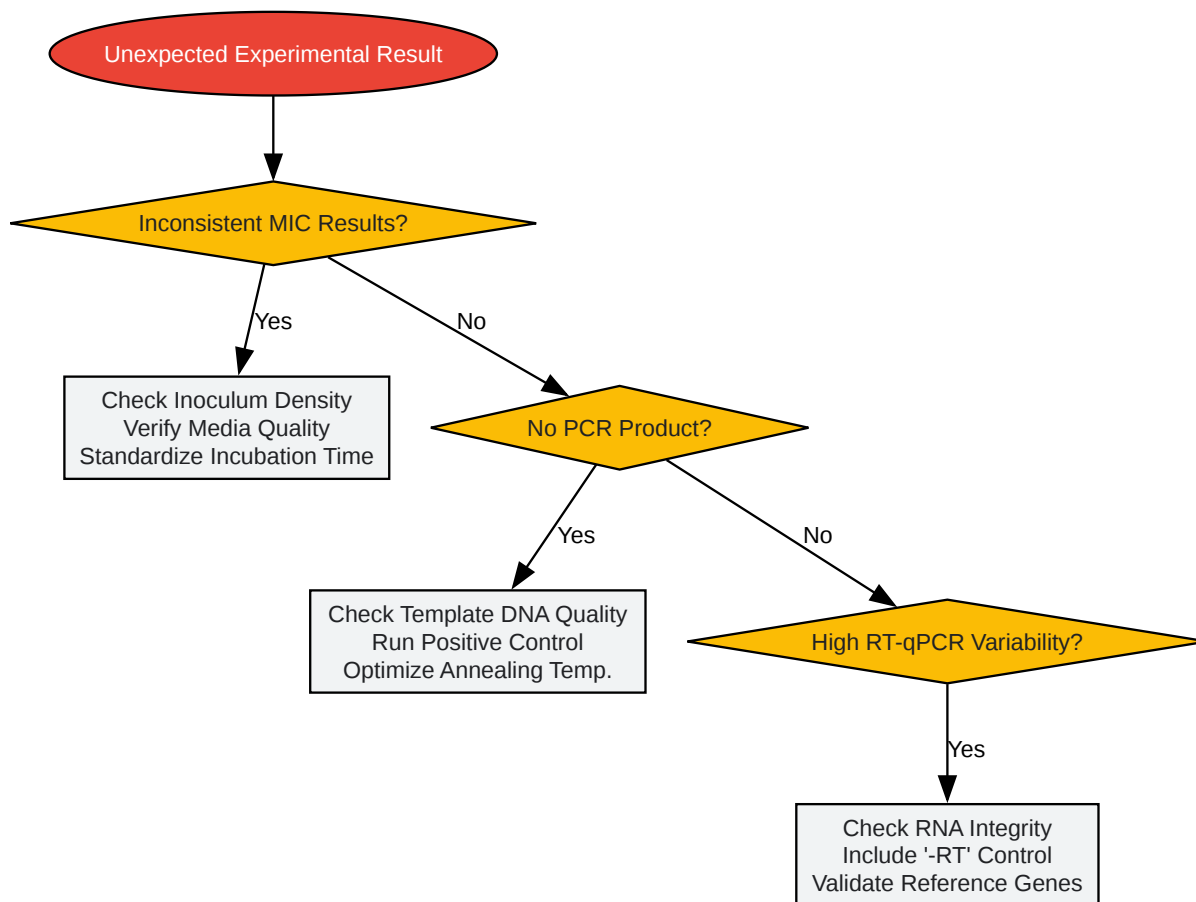 Unexpected Experimental Result
Inconsistent MIC Results?
Yes
No
Check Inoculum Density
Verify Media Quality
Standardize Incubation Time
No PCR Product?
Yes
No
Check Template DNA Quality
Run Positive Control
Optimize Annealing Temp.
High RT-qPCR Variability?
Yes
Check RNA Integrity
Include '-RT' Control
Validate Reference Genes